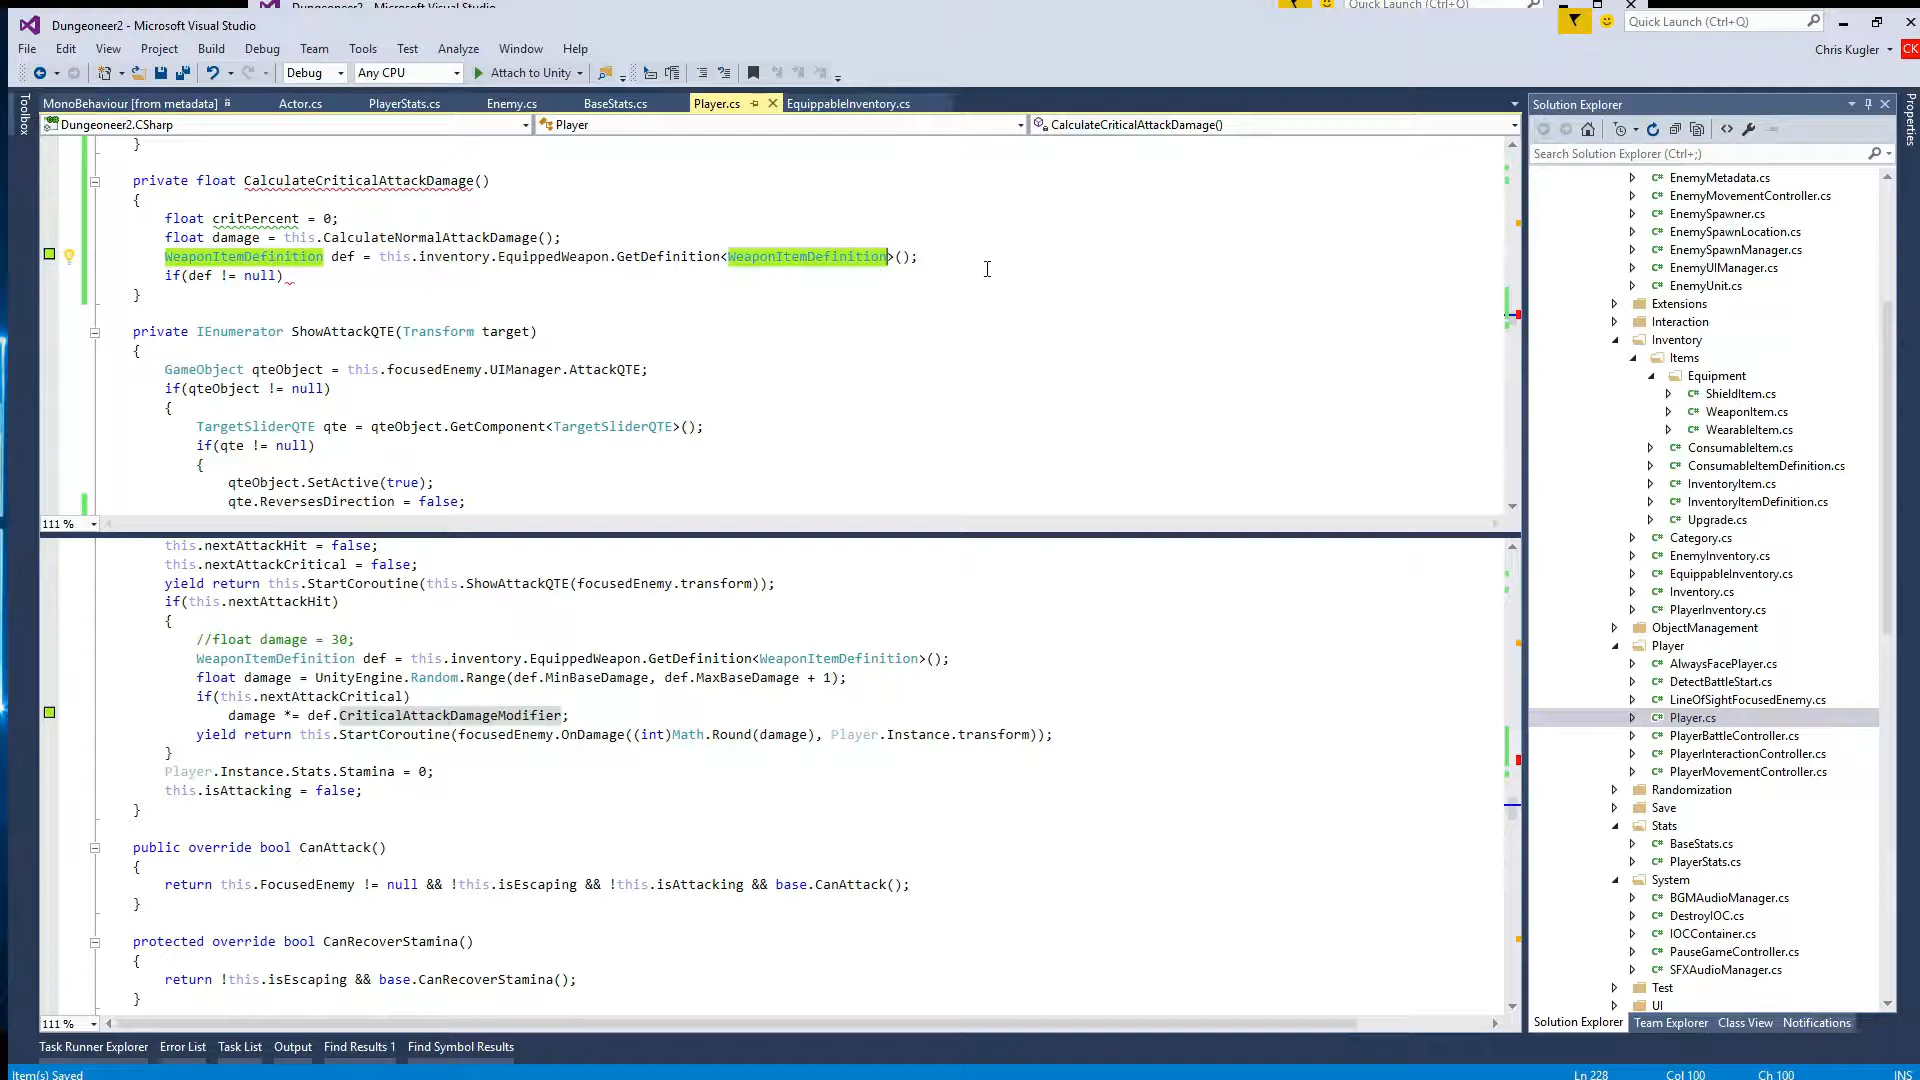 Dungeoneer2 - Microsoft Visual Studio
Quick Launch (Ctrl+Q)
Dungeoneer2 - Microsoft Visual Studio
Quick Launch (Ctrl+Q)
File Edit View Project Build Debug Team Tools Test Analyze Window Help
Chris Kugler
CK
Debug Any CPU Attach to Unity
Toolbox
MonoBehaviour [from metadata] Actor.cs PlayerStats.cs Enemy.cs BaseStats.cs Player.cs EquippableInventory.cs
Dungeoneer2.CSharp Player CalculateCriticalAttackDamage()
}
private float CalculateCriticalAttackDamage()
{
float critPercent = 0;
float damage = this.CalculateNormalAttackDamage();
WeaponItemDefinition def = this.inventory.EquippedWeapon.GetDefinition<WeaponItemDefinition>();
if(def != null)
}
private IEnumerator ShowAttackQTE(Transform target)
{
GameObject qteObject = this.focusedEnemy.UIManager.AttackQTE;
if(qteObject != null)
{
TargetSliderQTE qte = qteObject.GetComponent<TargetSliderQTE>();
if(qte != null)
{
qteObject.SetActive(true);
qte.ReversesDirection = false;
111 %
this.nextAttackHit = false;
this.nextAttackCritical = false;
yield return this.StartCoroutine(this.ShowAttackQTE(focusedEnemy.transform));
if(this.nextAttackHit)
{
//float damage = 30;
WeaponItemDefinition def = this.inventory.EquippedWeapon.GetDefinition<WeaponItemDefinition>();
float damage = UnityEngine.Random.Range(def.MinBaseDamage, def.MaxBaseDamage + 1);
if(this.nextAttackCritical)
damage *= def.CriticalAttackDamageModifier;
yield return this.StartCoroutine(focusedEnemy.OnDamage((int)Math.Round(damage), Player.Instance.transform));
}
Player.Instance.Stats.Stamina = 0;
this.isAttacking = false;
}
public override bool CanAttack()
{
return this.FocusedEnemy != null && !this.isEscaping && !this.isAttacking && base.CanAttack();
}
protected override bool CanRecoverStamina()
{
return !this.isEscaping && base.CanRecoverStamina();
}
111 %
Solution Explorer
Search Solution Explorer (Ctrl+;)
EnemyMetadata.cs
EnemyMovementController.cs
EnemySpawner.cs
EnemySpawnLocation.cs
EnemySpawnManager.cs
EnemyUIManager.cs
EnemyUnit.cs
Extensions
Interaction
Inventory
Items
Equipment
ShieldItem.cs
WeaponItem.cs
WearableItem.cs
ConsumableItem.cs
ConsumableItemDefinition.cs
InventoryItem.cs
InventoryItemDefinition.cs
Upgrade.cs
Category.cs
EnemyInventory.cs
EquippableInventory.cs
Inventory.cs
PlayerInventory.cs
ObjectManagement
Player
AlwaysFacePlayer.cs
DetectBattleStart.cs
LineOfSightFocusedEnemy.cs
Player.cs
PlayerBattleController.cs
PlayerInteractionController.cs
PlayerMovementController.cs
Randomization
Save
Stats
BaseStats.cs
PlayerStats.cs
System
BGMAudioManager.cs
DestroyIOC.cs
IOCContainer.cs
PauseGameController.cs
SFXAudioManager.cs
Test
UI
Solution Explorer Team Explorer Class View Notifications
Properties
Task Runner Explorer Error List Task List Output Find Results 1 Find Symbol Results
Item(s) Saved Ln 228 Col 100 Ch 100 INS